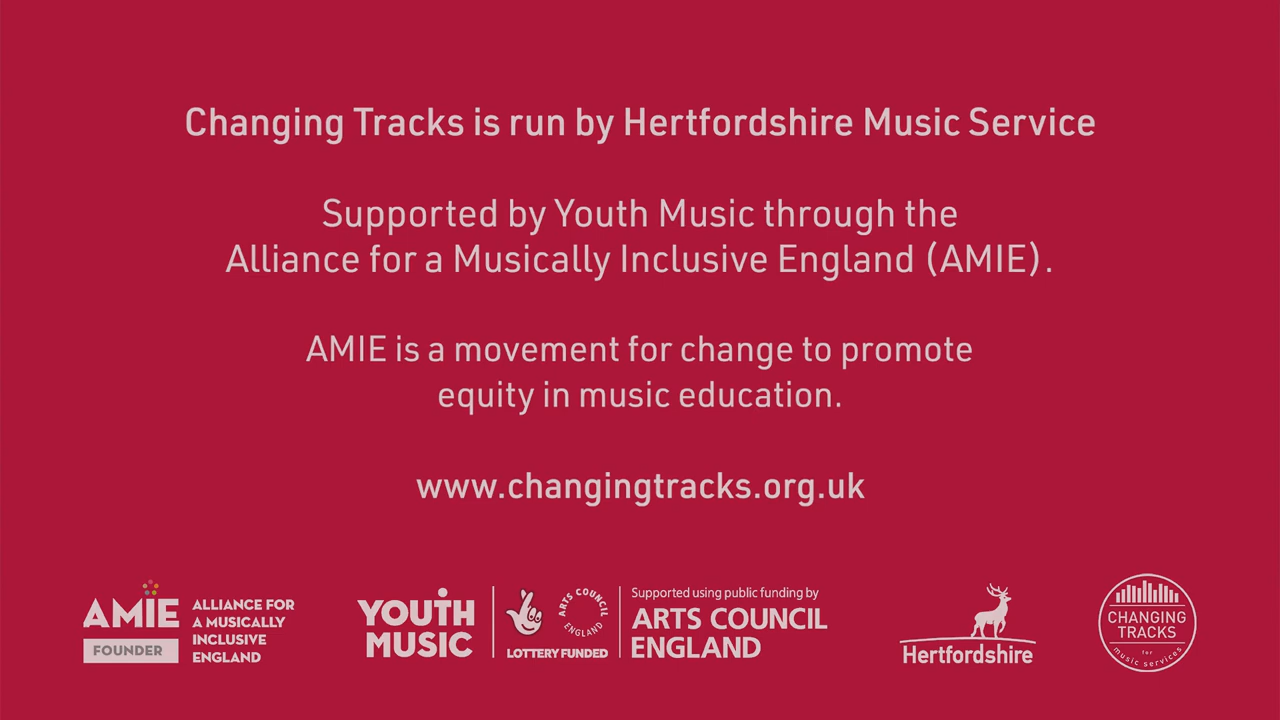 Changing Tracks is run by Hertfordshire Music Service
Supported by Youth Music through the
Alliance for a Musically Inclusive England (AMIE).
AMIE is a movement for change to promote
equity in music education.
www.changingtracks.org.uk
AMIE
FOUNDER
ALLIANCE FOR
A MUSICALLY
INCLUSIVE
ENGLAND
YOUTH
MUSIC
LOTTERY FUNDED
ARTS COUNCIL
ENGLAND
Supported using public funding by
ARTS COUNCIL
ENGLAND
Hertfordshire
CHANGING
TRACKS
for
music services